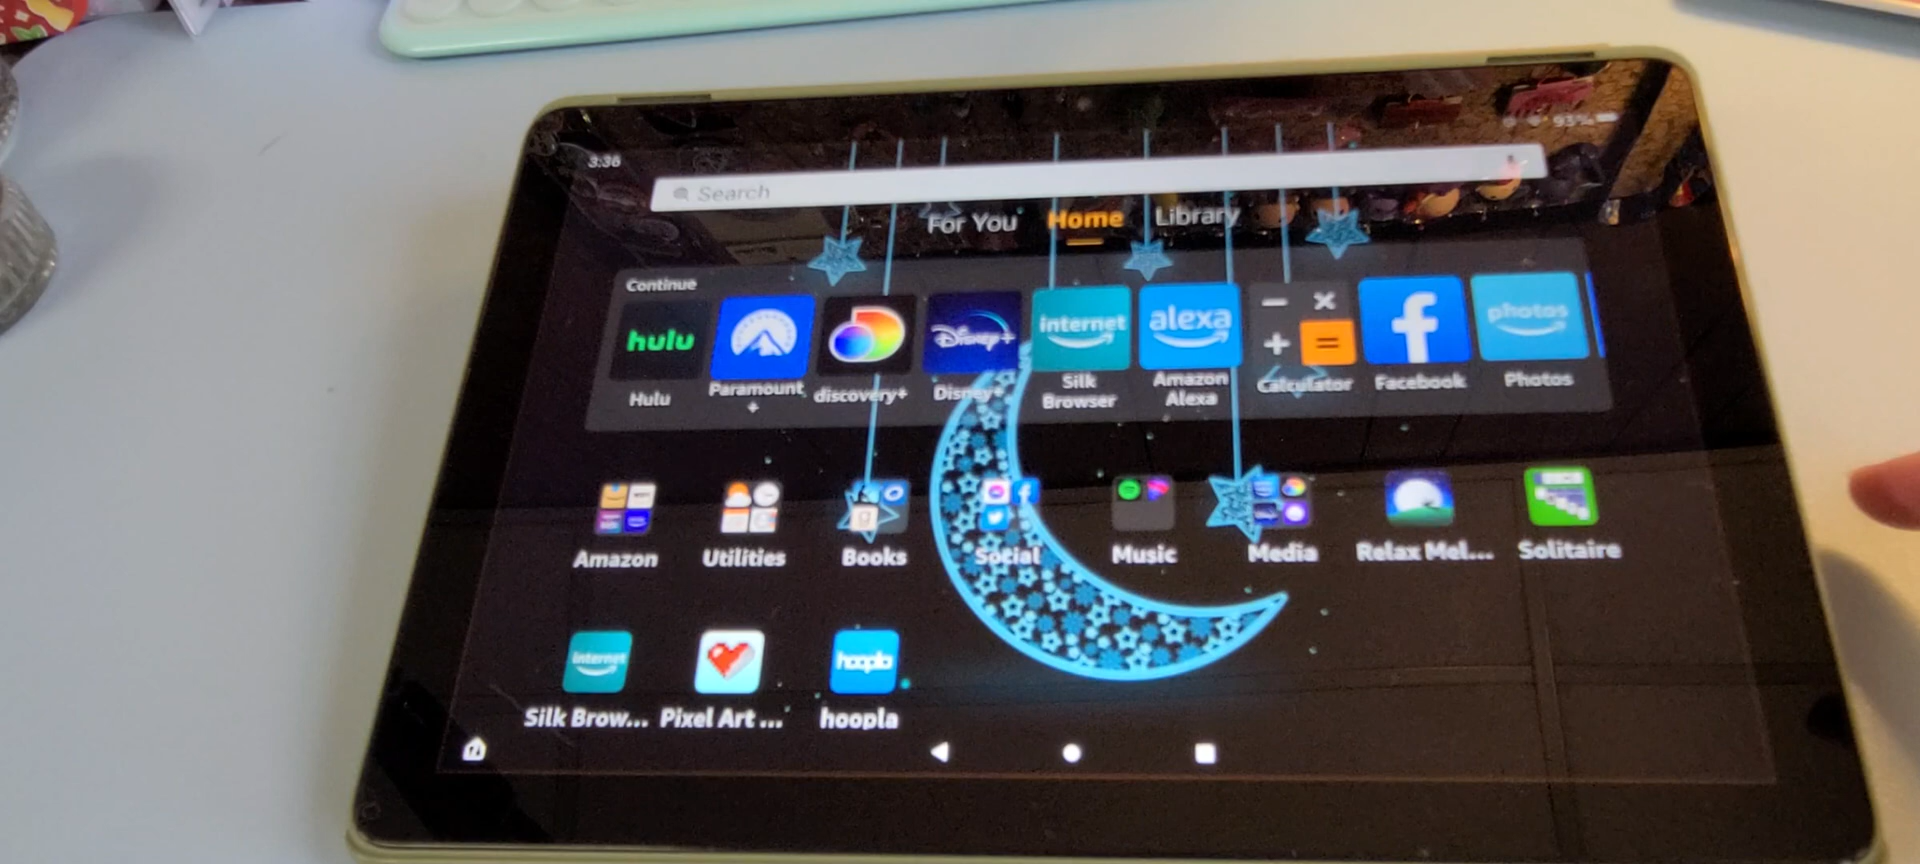 3:36
93%
Search
For You Home Library
Continue
hulu
Disney+
internet
alexa
photos
Hulu
Paramount
+
discovery+
Disney+
Silk
Browser
Amazon
Alexa
Calculator
Facebook
Photos
Amazon
Utilities
Books
Social
Music
Media
Relax Mel...
Solitaire
internet
hoopla
Silk Brow...
Pixel Art ...
hoopla